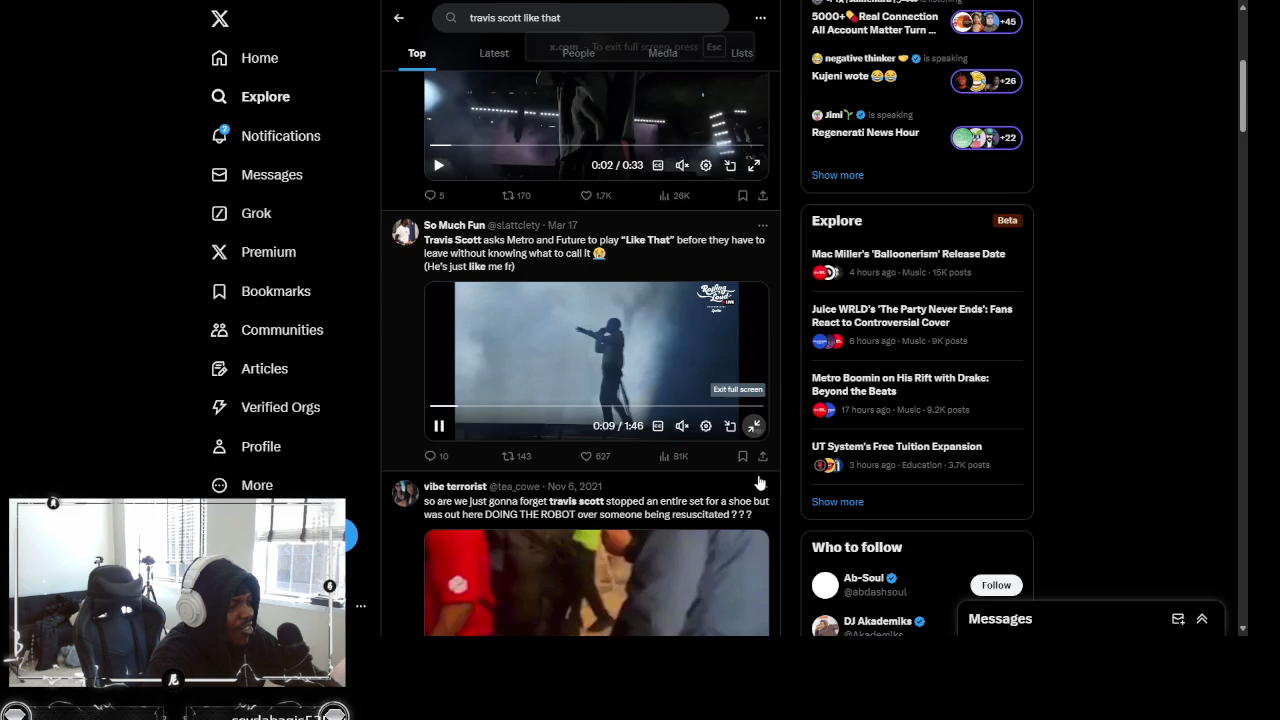 Home
Explore
2
Notifications
Messages
Grok
Premium
Bookmarks
Communities
Articles
Verified Orgs
Profile
More
travis scott like that
x.com - To exit full screen, press Esc
Top
Latest
People
Media
Lists
0:02 / 0:33
5
170
1.7K
26K
So Much Fun @slattclety · Mar 17
Travis Scott asks Metro and Future to play “Like That” before they have to
leave without knowing what to call it 😭
(He's just like me fr)
Rolling
Loud
LIVE
Exit full screen
0:09 / 1:46
10
143
627
81K
vibe terrorist @tea_cowe · Nov 6, 2021
so are we just gonna forget travis scott stopped an entire set for a shoe but
was out here DOING THE ROBOT over someone being resuscitated ? ? ?
5000+💊Real Connection
All Account Matter Turn ...
+45
negative thinker is speaking
Kujeni wote 😂😂
+26
Jimi is speaking
Regenerati News Hour
+22
Show more
Explore
Beta
Mac Miller's 'Balloonerism' Release Date
4 hours ago · Music · 15K posts
Juice WRLD's 'The Party Never Ends': Fans
React to Controversial Cover
6 hours ago · Music · 9K posts
Metro Boomin on His Rift with Drake:
Beyond the Beats
17 hours ago · Music · 9.2K posts
UT System's Free Tuition Expansion
3 hours ago · Education · 3.7K posts
Show more
Who to follow
Ab-Soul
@abdashsoul
Follow
DJ Akademiks
@Akademiks
Messages